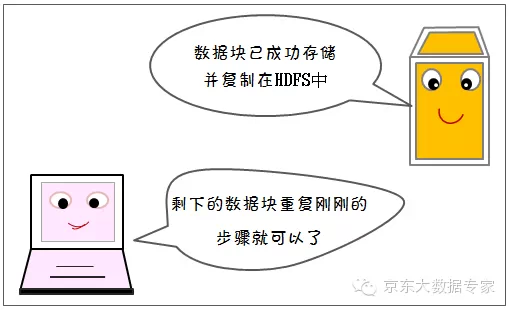 数据块已成功存储
并复制在HDFS中
剩下的数据块重复刚刚的
步骤就可以了
京东大数据专家